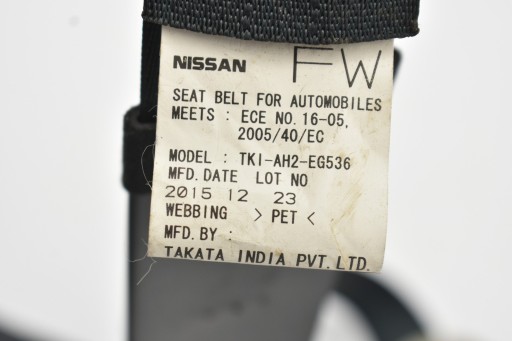 NISSAN FW
SEAT BELT FOR AUTOMOBILES
MEETS : ECE NO. 16-05,
2005/40/EC
MODEL : TKI-AH2-EG536
MFD. DATE LOT NO
2015 12 23
WEBBING > PET <
MFD. BY :
TAKATA INDIA PVT. LTD.